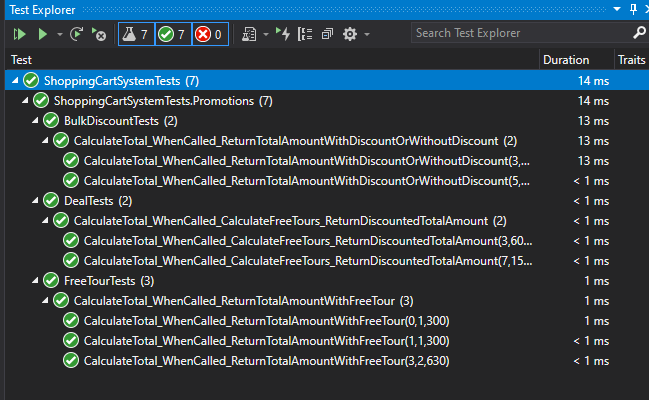 Test Explorer
7 7 0 Search Test Explorer
Test Duration Traits
ShoppingCartSystemTests (7) 14 ms
ShoppingCartSystemTests.Promotions (7) 14 ms
BulkDiscountTests (2) 13 ms
CalculateTotal_WhenCalled_ReturnTotalAmountWithDiscountOrWithoutDiscount (2) 13 ms
CalculateTotal_WhenCalled_ReturnTotalAmountWithDiscountOrWithoutDiscount(3,... 13 ms
CalculateTotal_WhenCalled_ReturnTotalAmountWithDiscountOrWithoutDiscount(5,... < 1 ms
DealTests (2) < 1 ms
CalculateTotal_WhenCalled_CalculateFreeTours_ReturnDiscountedTotalAmount (2) < 1 ms
CalculateTotal_WhenCalled_CalculateFreeTours_ReturnDiscountedTotalAmount(3,60... < 1 ms
CalculateTotal_WhenCalled_CalculateFreeTours_ReturnDiscountedTotalAmount(7,15... < 1 ms
FreeTourTests (3) 1 ms
CalculateTotal_WhenCalled_ReturnTotalAmountWithFreeTour (3) 1 ms
CalculateTotal_WhenCalled_ReturnTotalAmountWithFreeTour(0,1,300) 1 ms
CalculateTotal_WhenCalled_ReturnTotalAmountWithFreeTour(1,1,300) < 1 ms
CalculateTotal_WhenCalled_ReturnTotalAmountWithFreeTour(3,2,630) < 1 ms